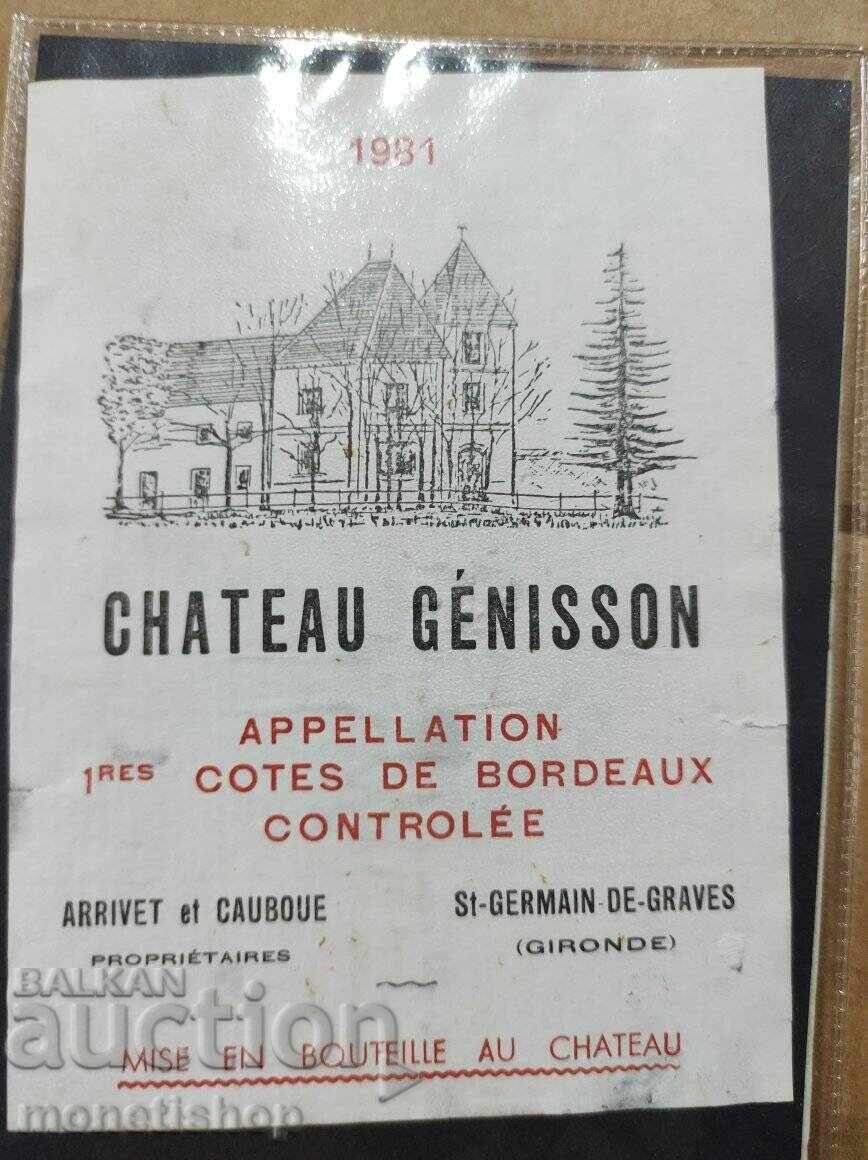 1981
CHATEAU GÉNISSON
APPELLATION
1RES COTES DE BORDEAUX
CONTROLÉE
ARRIVET et CAUBOUE
PROPRIÉTAIRES
St-GERMAIN-DE-GRAVES
(GIRONDE)
MISE EN BOUTEILLE AU CHATEAU
BALKAN
auction
monetishop